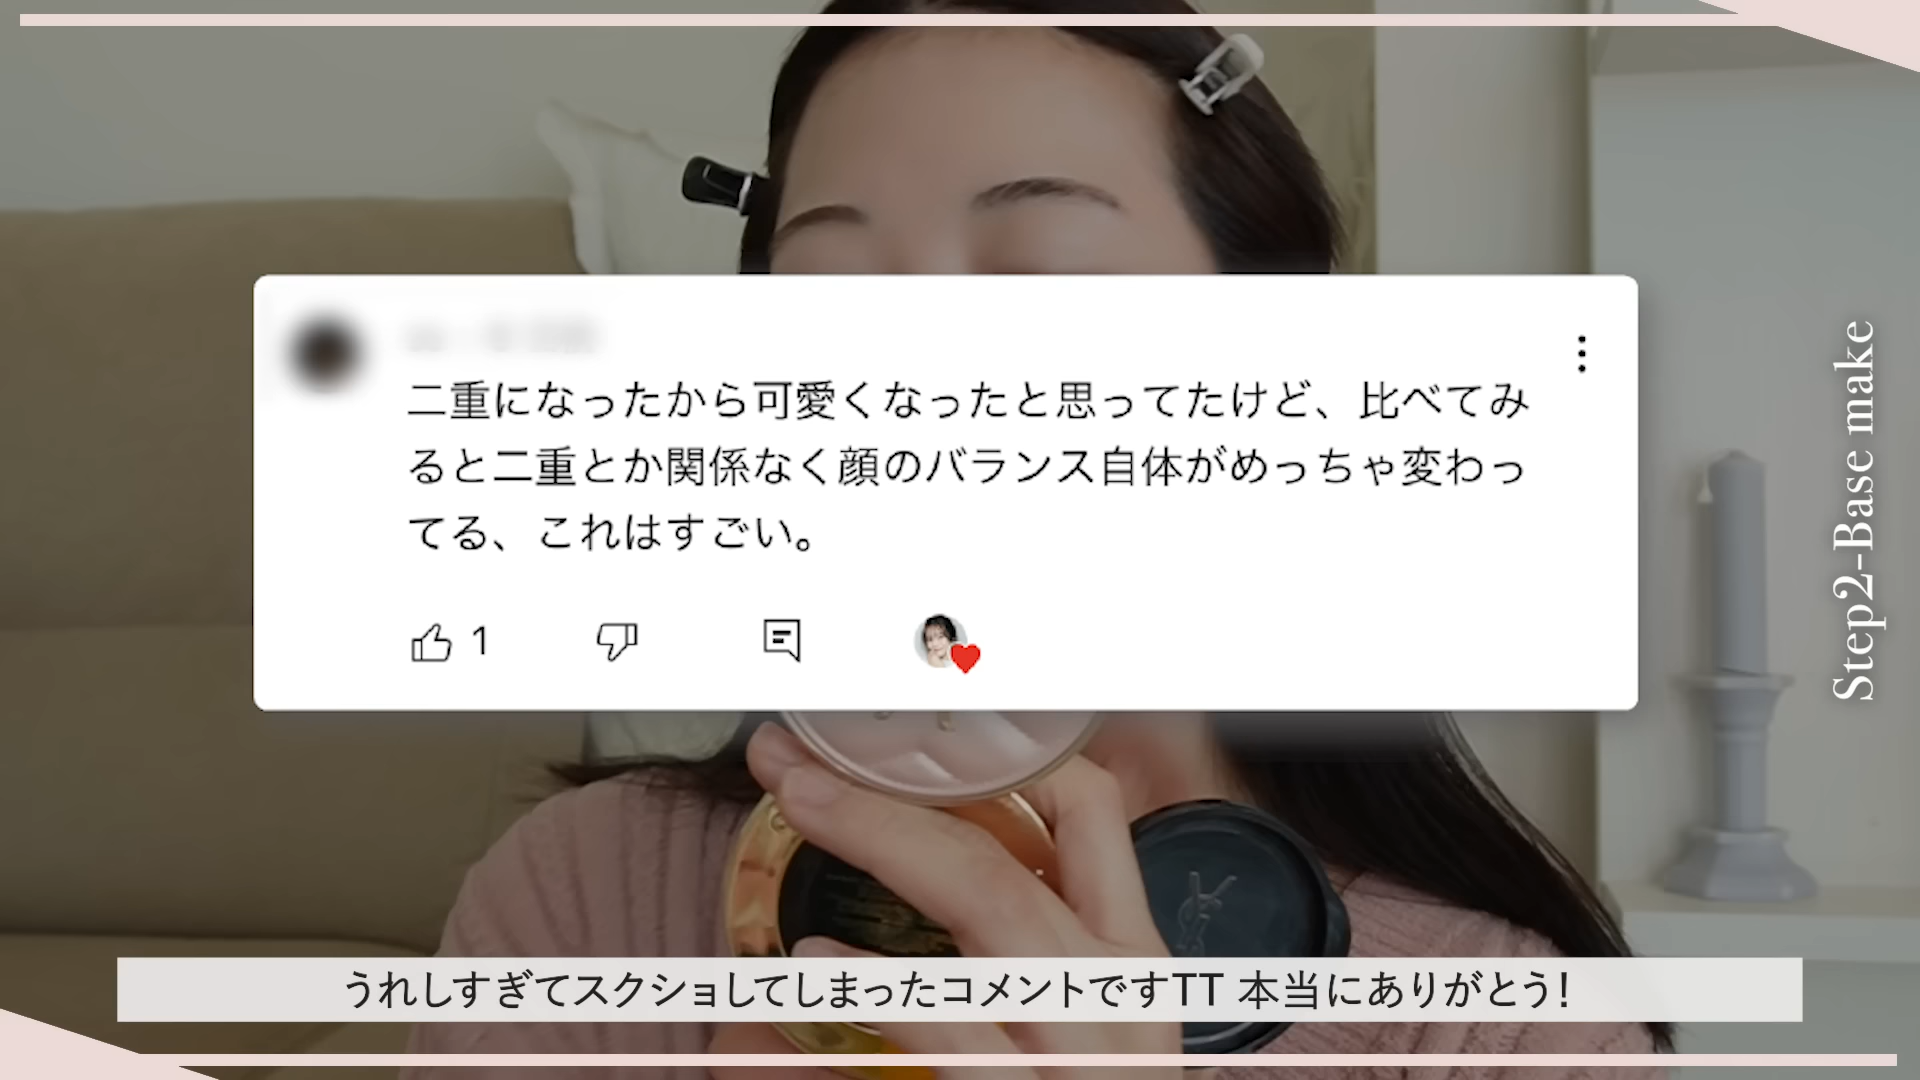 二重になったから可愛くなったと思ってたけど、比べてみ
ると二重とか関係なく顔のバランス自体がめっちゃ変わっ
てる、これはすごい。
1
Step2-Base make
YSL
うれしすぎてスクショしてしまったコメントですTT 本当にありがとう!